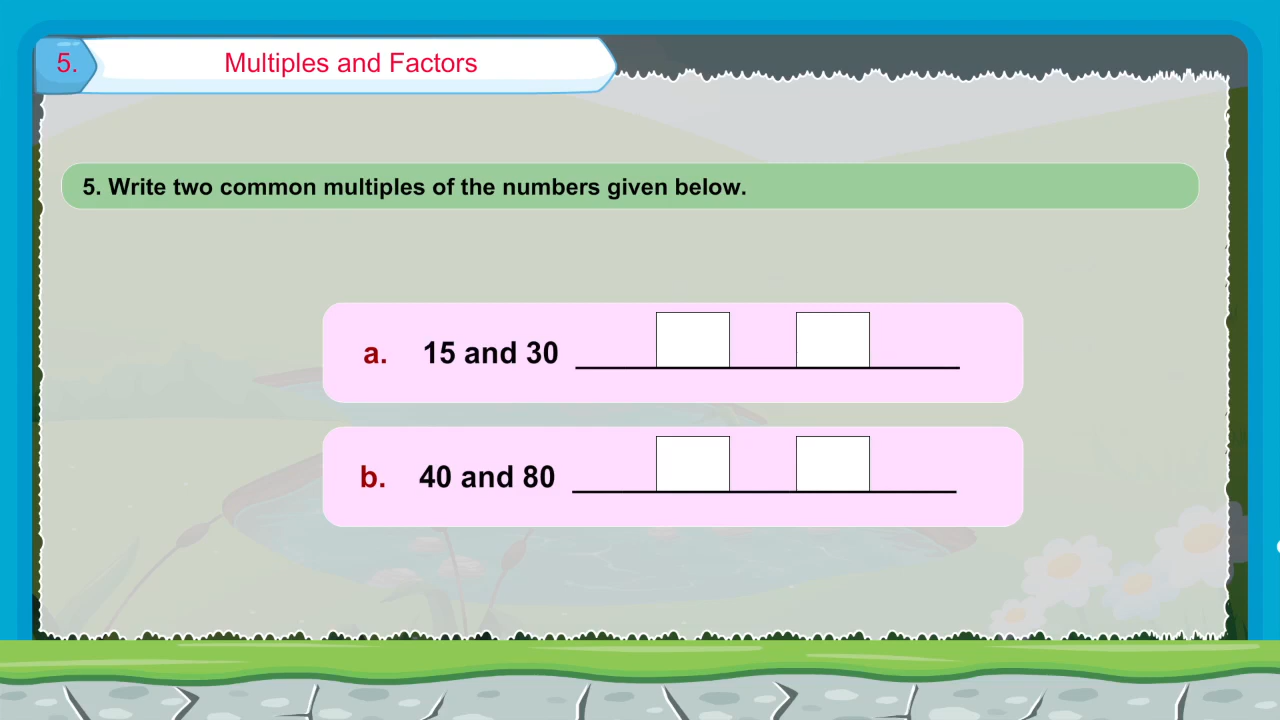 5. Multiples and Factors
5. Write two common multiples of the numbers given below.
a. 15 and 30
b. 40 and 80